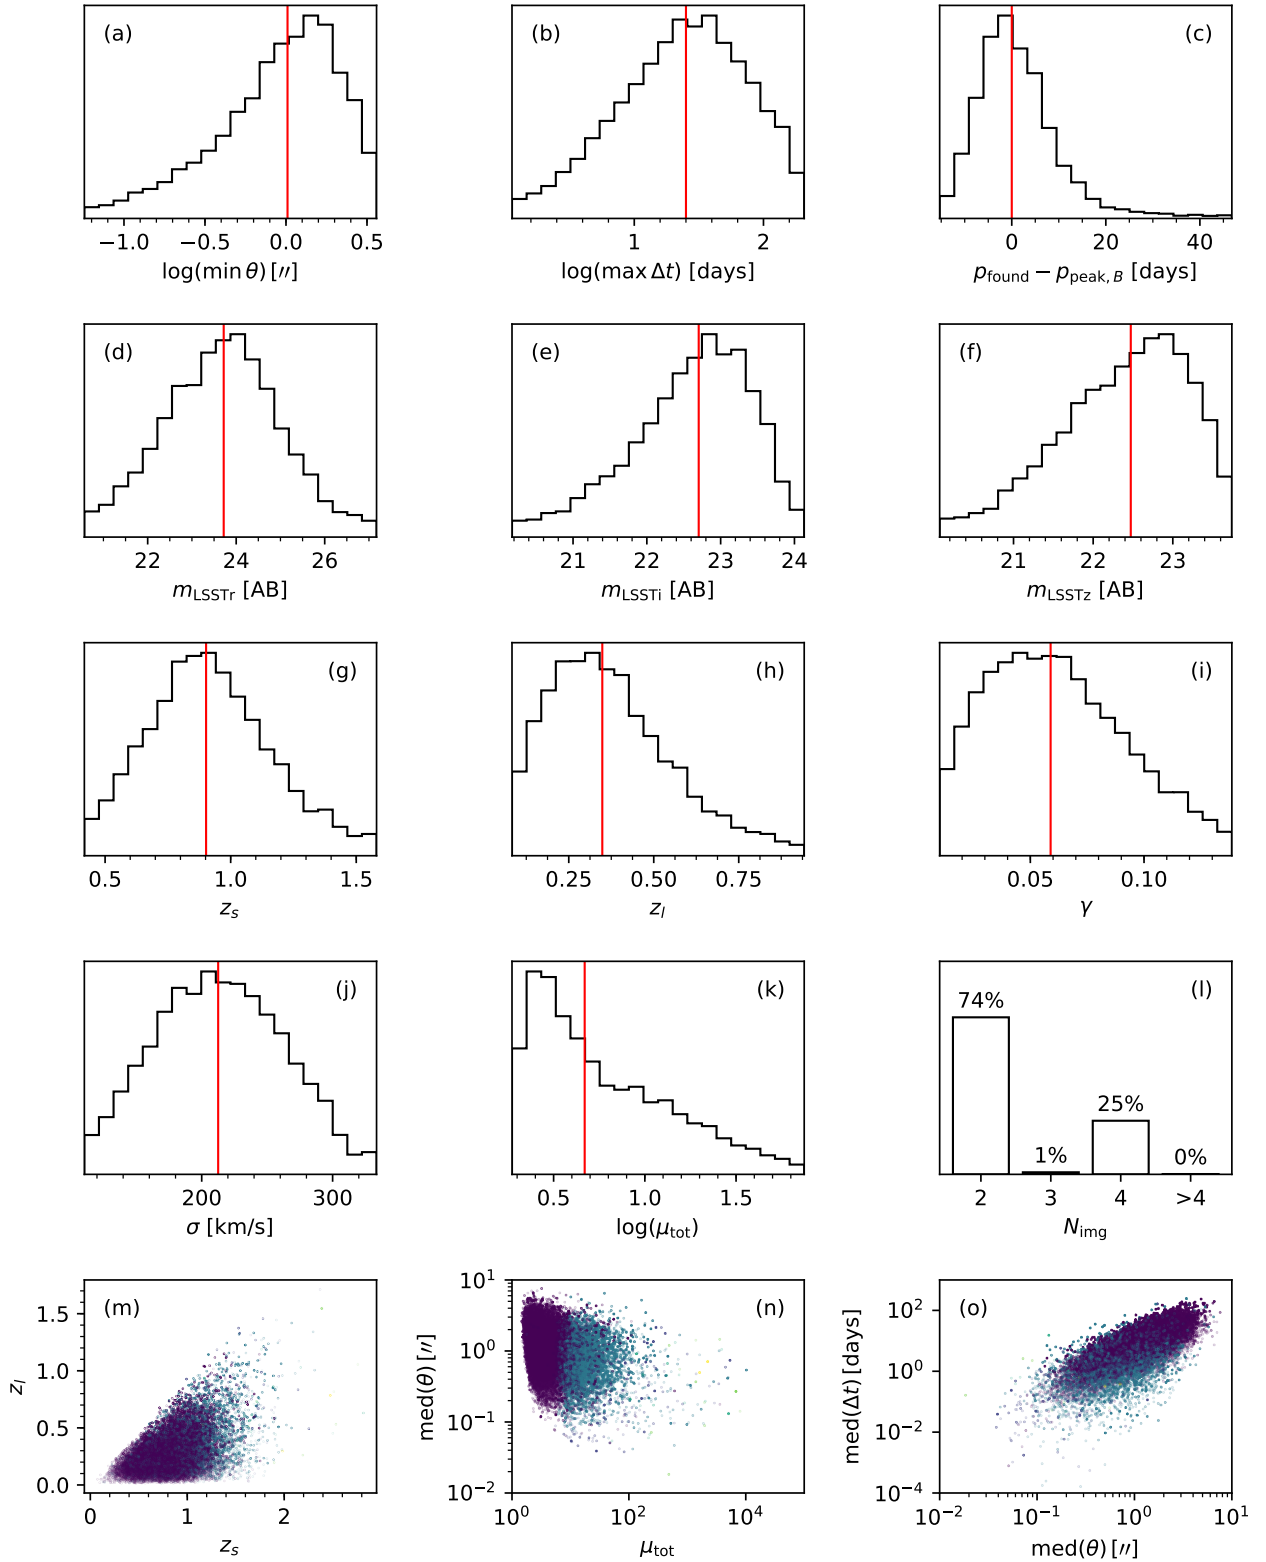 (a)
−1.0 −0.5 0.0 0.5
log(min θ) [″]
(b)
1 2
log(max Δt) [days]
(c)
0 20 40
p_found − p_peak, B [days]
(d)
22 24 26
m_LSSTr [AB]
(e)
21 22 23 24
m_LSSTi [AB]
(f)
21 22 23
m_LSSTz [AB]
(g)
0.5 1.0 1.5
z_s
(h)
0.25 0.50 0.75
z_l
(i)
0.05 0.10
γ
(j)
200 300
σ [km/s]
(k)
0.5 1.0 1.5
log(μ_tot)
(l)
74%
1%
25%
0%
2 3 4 >4
N_img
(m)
1.5
1.0
0.5
0.0
z_l
0 1 2
z_s
(n)
10^1
10^0
10^−1
10^−2
med(θ) [″]
10^0 10^2 10^4
μ_tot
(o)
10^2
10^0
10^−2
10^−4
med(Δt) [days]
10^−2 10^−1 10^0 10^1
med(θ) [″]